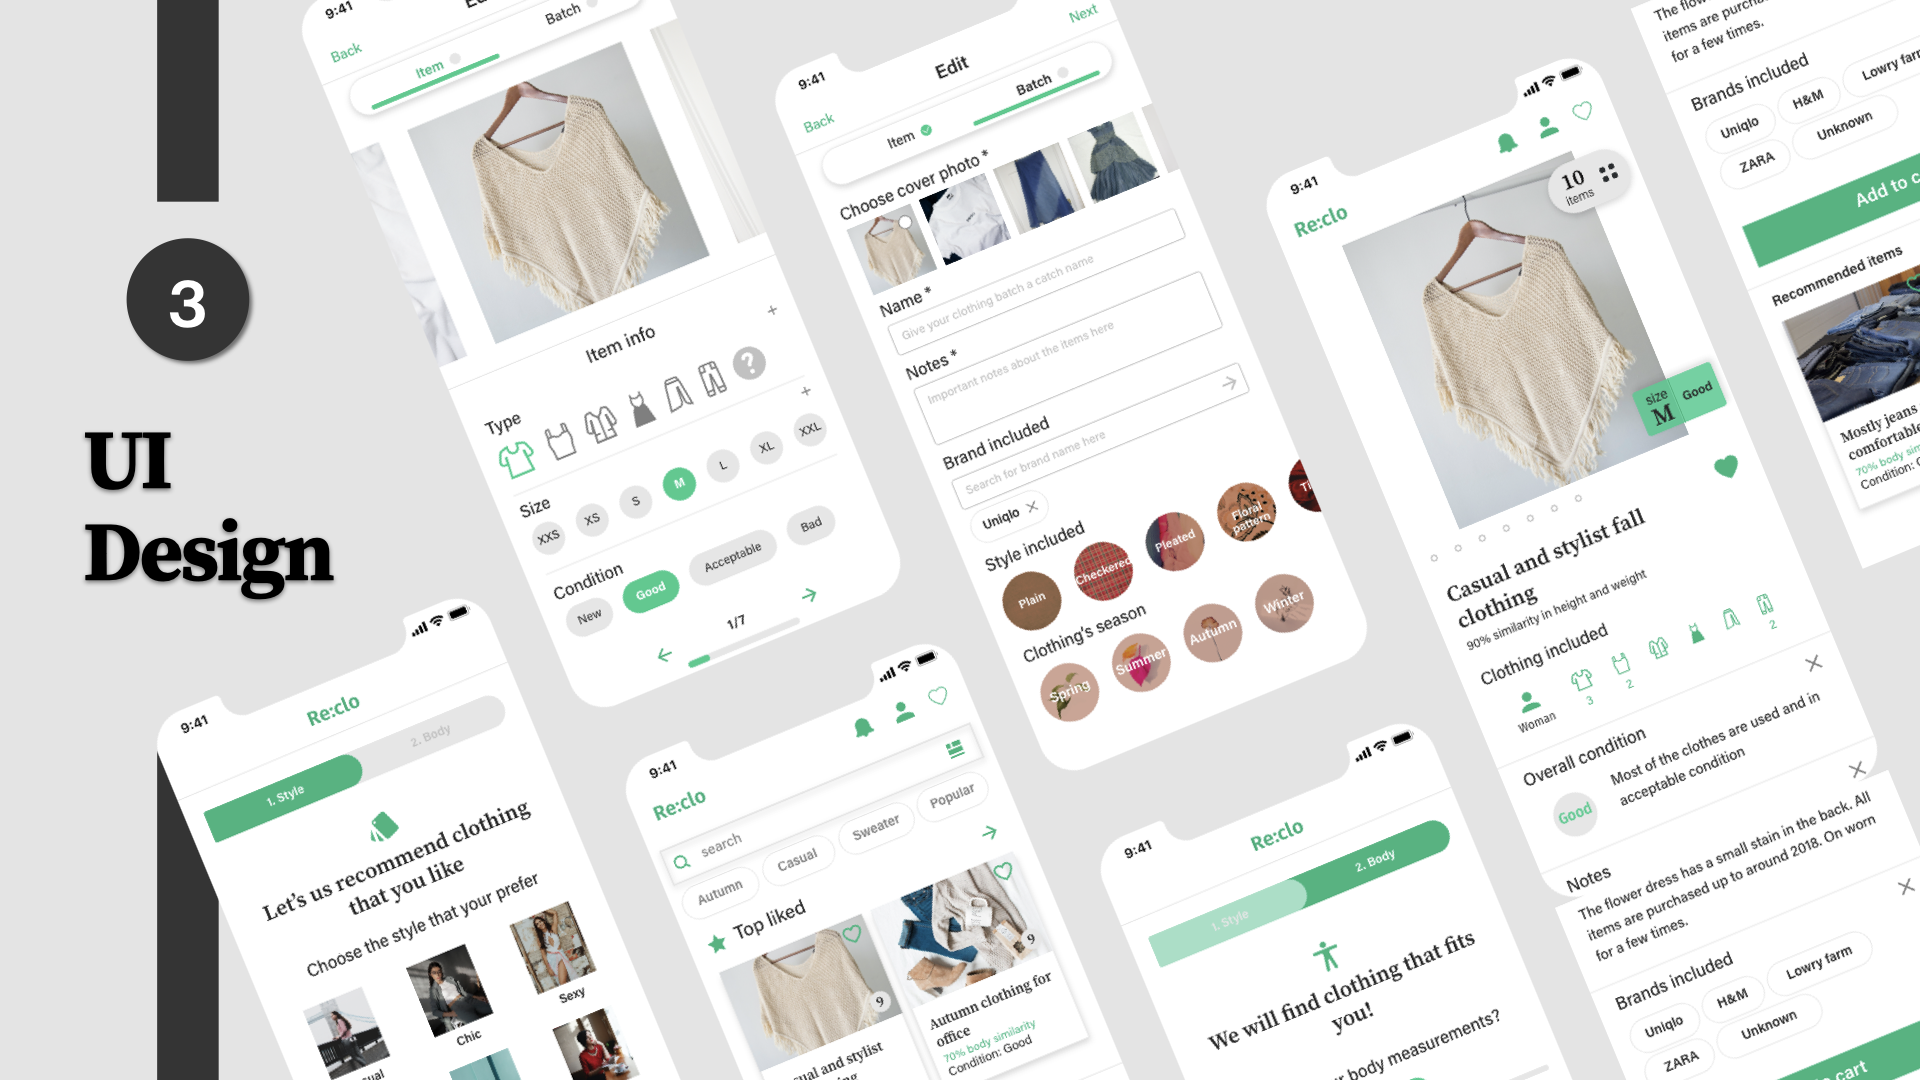 3
UI
Design
9:41
Back
Batch
Item
Item info
Type
?
Size
XXS
XS
S
M
L
XL
XXL
Condition
New
Good
Acceptable
Bad
1/7
9:41
Next
Edit
Back
Batch
Item
Choose cover photo *
Name *
Give your clothing batch a catch name
Notes *
Important notes about the items here
Brand included
Search for brand name here
Uniqlo
Style included
Plain
Checkered
Pleated
Floral
pattern
Clothing's season
Spring
Summer
Autumn
Winter
9:41
Re:clo
10
items
size
M
Good
Casual and stylist fall
clothing
90% similarity in height and weight
Clothing included
Woman
3
2
2
Overall condition
Good
Most of the clothes are used and in
acceptable condition
Notes
The flower dress has a small stain in the back. All
items are purchased up to around 2018. On worn
for a few times.
Brands included
Uniqlo
H&M
Lowry farm
ZARA
Unknown
cart
The flow
items are purcha
for a few times.
Brands included
Uniqlo
H&M
Lowry farm
ZARA
Unknown
Add to c
Recommended items
Mostly jeans
comfortable
70% body sim
Condition: G
9:41
Re:clo
1. Style
2. Body
Let's us recommend clothing
that you like
Choose the style that your prefer
Chic
Sexy
9:41
Re:clo
search
Autumn
Casual
Sweater
Popular
Top liked
9
9
ual and stylist
Autumn clothing for
office
70% body similarity
Condition: Good
9:41
Re:clo
1. Style
2. Body
We will find clothing that fits
you!
body measurements?